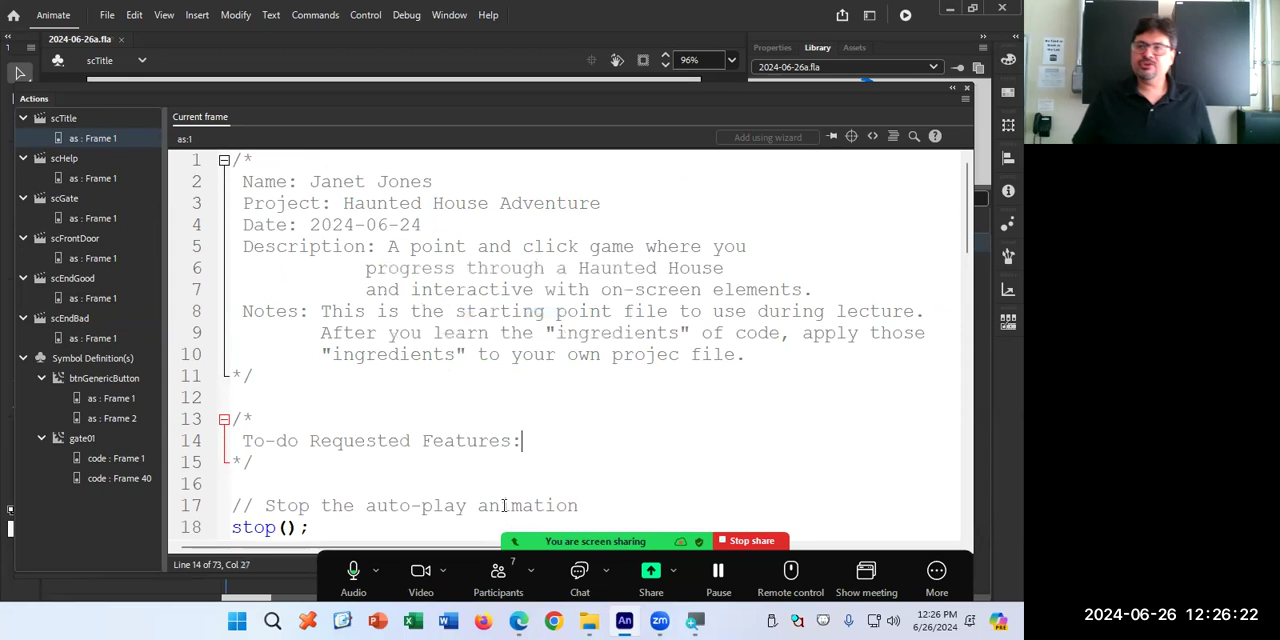 Animate File Edit View Insert Modify Text Commands Control Debug Window Help
2024-06-26a.fla ×
scTitle
96%
Properties Library Assets
2024-06-26a.fla
Actions
scTitle
as : Frame 1
scHelp
as : Frame 1
scGate
as : Frame 1
scFrontDoor
as : Frame 1
scEndGood
as : Frame 1
scEndBad
as : Frame 1
Symbol Definition(s)
btnGenericButton
as : Frame 1
as : Frame 2
gate01
code : Frame 1
code : Frame 40
Current frame
as:1
Add using wizard
1 /*
2 Name: Janet Jones
3 Project: Haunted House Adventure
4 Date: 2024-06-24
5 Description: A point and click game where you
6 progress through a Haunted House
7 and interactive with on-screen elements.
8 Notes: This is the starting point file to use during lecture.
9 After you learn the "ingredients" of code, apply those
10 "ingredients" to your own projec file.
11 */
12
13 /*
14 To-do Requested Features:
15 */
16
17 // Stop the auto-play animation
18 stop();
Line 14 of 73, Col 27
You are screen sharing Stop share
7
Audio Video Participants Chat Share Pause Remote control Show meeting More
12:26 PM
6/26/2024
2024-06-26 12:26:22